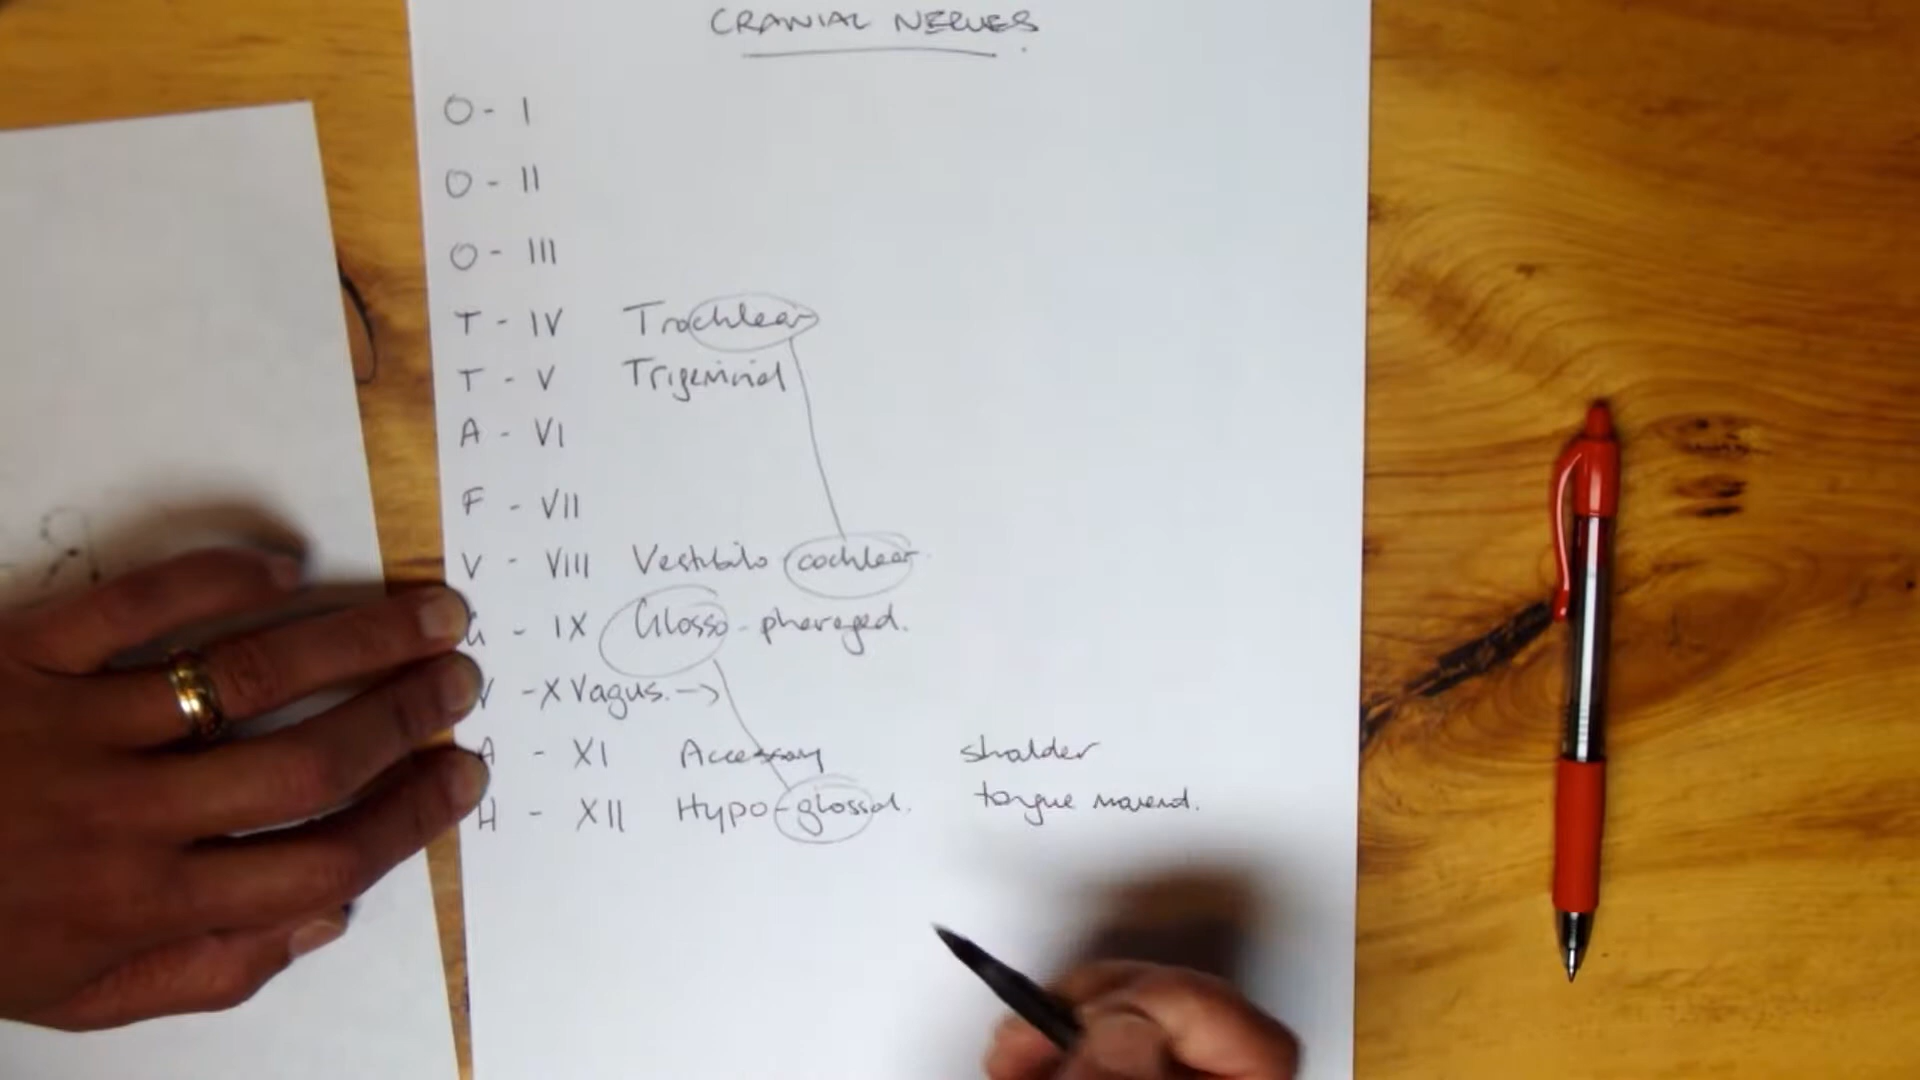 CRANIAL NERVES
O - I
O - II
O - III
T - IV Trochlear
T - V Trigeminal
A - VI
F - VII
V - VIII Vestibulo cochlear
G - IX Glosso - pharyngeal.
V - X Vagus. →
A - XI Accessory shoulder
H - XII Hypo-glossal. tongue movement.